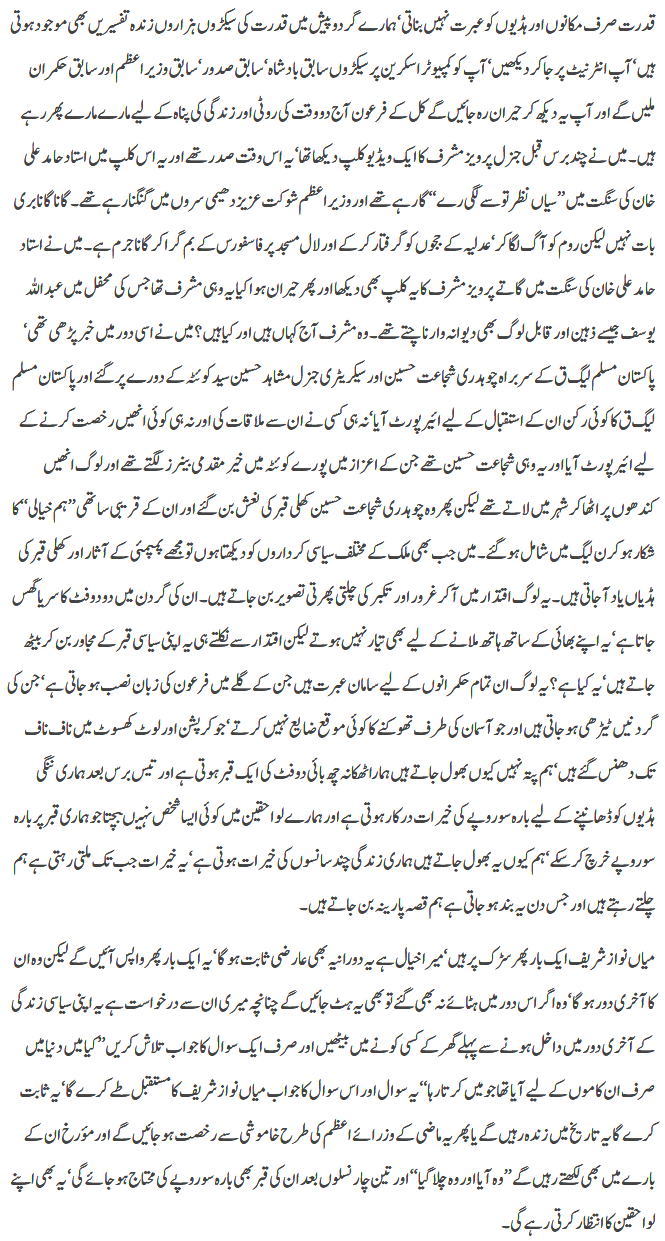 قدرت صرف مکانوں اور ہڈیوں کو عبرت نہیں بناتی‘ ہمارے گردو پیش میں قدرت کی سیکڑوں ہزاروں زندہ تفسیریں بھی موجود ہوتی
ہیں‘ آپ انٹرنیٹ پر جا کر دیکھیں‘ آپ کو کمپیوٹر اسکرین پر سیکڑوں سابق بادشاہ‘ سابق صدور‘ سابق وزیراعظم اور سابق حکمران
ملیں گے اور آپ یہ دیکھ کر حیران رہ جائیں گے کل کے فرعون آج دو وقت کی روٹی اور زندگی کی پناہ کے لیے مارے مارے پھر رہے
ہیں۔ میں نے چند برس قبل جنرل پرویز مشرف کا ایک ویڈیو کلپ دیکھا تھا‘ یہ اس وقت صدر تھے اور یہ اس کلپ میں استاد حامد علی
خان کی سنگت میں ’’سیاں نظر تو سے لگی رے‘‘ گا رہے تھے اور وزیراعظم شوکت عزیز دھیمی سروں میں گنگنا رہے تھے۔ گانا گانا بری
بات نہیں لیکن روم کو آگ لگا کر‘ عدلیہ کے ججوں کو گرفتار کر کے اور لال مسجد پر فاسفورس کے بم گرا کر گانا جرم ہے۔ میں نے استاد
حامد علی خان کی سنگت میں گاتے پرویز مشرف کا یہ کلپ بھی دیکھا اور پھر حیران ہوا کیا یہ وہی مشرف تھا جس کی محفل میں عبداللہ
یوسف جیسے ذہین اور قابل لوگ بھی دیوانہ وار ناچتے تھے۔ وہ مشرف آج کہاں ہیں اور کیا ہیں؟ میں نے اسی دور میں خبر پڑھی تھی‘
پاکستان مسلم لیگ ق کے سربراہ چوہدری شجاعت حسین اور سیکریٹری جنرل مشاہد حسین سید کوئٹہ کے دورے پر گئے اور پاکستان مسلم
لیگ ق کا کوئی رکن ان کے استقبال کے لیے ائیرپورٹ آیا‘ نہ ہی کسی نے ان سے ملاقات کی اور نہ ہی کوئی انھیں رخصت کرنے کے
لیے ائیرپورٹ آیا اور یہ وہی شجاعت حسین تھے جن کے اعزاز میں پورے کوئٹہ میں خیر مقدمی بینرز لگتے تھے اور لوگ انھیں
کندھوں پر اٹھا کر شہر میں لاتے تھے لیکن پھر وہ چوہدری شجاعت حسین کھلی قبر کی نعش بن گئے اور ان کے قریبی ساتھی ’’ہم خیالی‘‘ کا
شکار ہو کر ن لیگ میں شامل ہو گئے۔ میں جب بھی ملک کے مختلف سیاسی کرداروں کو دیکھتا ہوں تو مجھے پمپیئی کے آثار اور کھلی قبر کی
ہڈیاں یاد آ جاتی ہیں۔ یہ لوگ اقتدار میں آ کر غرور اور تکبر کی چلتی پھرتی تصویر بن جاتے ہیں۔ ان کی گردن میں دو دو فٹ کا سریا گھس
جاتا ہے‘ یہ اپنے بھائی کے ساتھ ہاتھ ملانے کے لیے بھی تیار نہیں ہوتے لیکن اقتدار سے نکلتے ہی یہ اپنی سیاسی قبر کے مجاور بن کر بیٹھ
جاتے ہیں‘ یہ کیا ہے؟ یہ لوگ ان تمام حکمرانوں کے لیے سامان عبرت ہیں جن کے گلے میں فرعون کی زبان نصب ہو جاتی ہے‘ جن کی
گردنیں ٹیڑھی ہو جاتی ہیں اور جو آسمان کی طرف تھوکنے کا کوئی موقع ضایع نہیں کرتے‘ جو کرپشن اور لوٹ کھسوٹ میں ناف ناف
تک دھنس گئے ہیں‘ ہم پتہ نہیں کیوں بھول جاتے ہیں ہمارا ٹھکانہ چھ بائی دو فٹ کی ایک قبر ہوتی ہے اور تیس برس بعد ہماری ننگی
ہڈیوں کو ڈھانپنے کے لیے بارہ سو روپے کی خیرات درکار ہوتی ہے اور ہمارے لواحقین میں کوئی ایسا شخص نہیں بچتا جو ہماری قبر پر بارہ
سو روپے خرچ کر سکے‘ ہم کیوں یہ بھول جاتے ہیں ہماری زندگی چند سانسوں کی خیرات ہوتی ہے‘ یہ خیرات جب تک ملتی رہتی ہے ہم
چلتے رہتے ہیں اور جس دن یہ بند ہو جاتی ہے ہم قصہ پارینہ بن جاتے ہیں۔
میاں نواز شریف ایک بار پھر سڑک پر ہیں‘ میرا خیال ہے یہ دورانیہ بھی عارضی ثابت ہو گا‘ یہ ایک بار پھر واپس آئیں گے لیکن وہ ان
کا آخری دور ہو گا‘ وہ اگر اس دور میں ہٹائے نہ بھی گئے تو بھی یہ ہٹ جائیں گے چنانچہ میری ان سے درخواست ہے یہ اپنی سیاسی زندگی
کے آخری دور میں داخل ہونے سے پہلے گھر کے کسی کونے میں بیٹھیں اور صرف ایک سوال کا جواب تلاش کریں ’’کیا میں دنیا میں
صرف ان کاموں کے لیے آیا تھا جو میں کرتا رہا‘‘ یہ سوال اور اس سوال کا جواب میاں نواز شریف کا مستقبل طے کرے گا‘ یہ ثابت
کرے گا یہ تاریخ میں زندہ رہیں گے یا پھر یہ ماضی کے وزرائے اعظم کی طرح خاموشی سے رخصت ہو جائیں گے اور مؤرخ ان کے
بارے میں بھی لکھتے رہیں گے ’’وہ آیا اور وہ چلا گیا‘‘ اور تین چار نسلوں بعد ان کی قبر بھی بارہ سو روپے کی محتاج ہو جائے گی‘ یہ بھی اپنے
لواحقین کا انتظار کرتی رہے گی۔